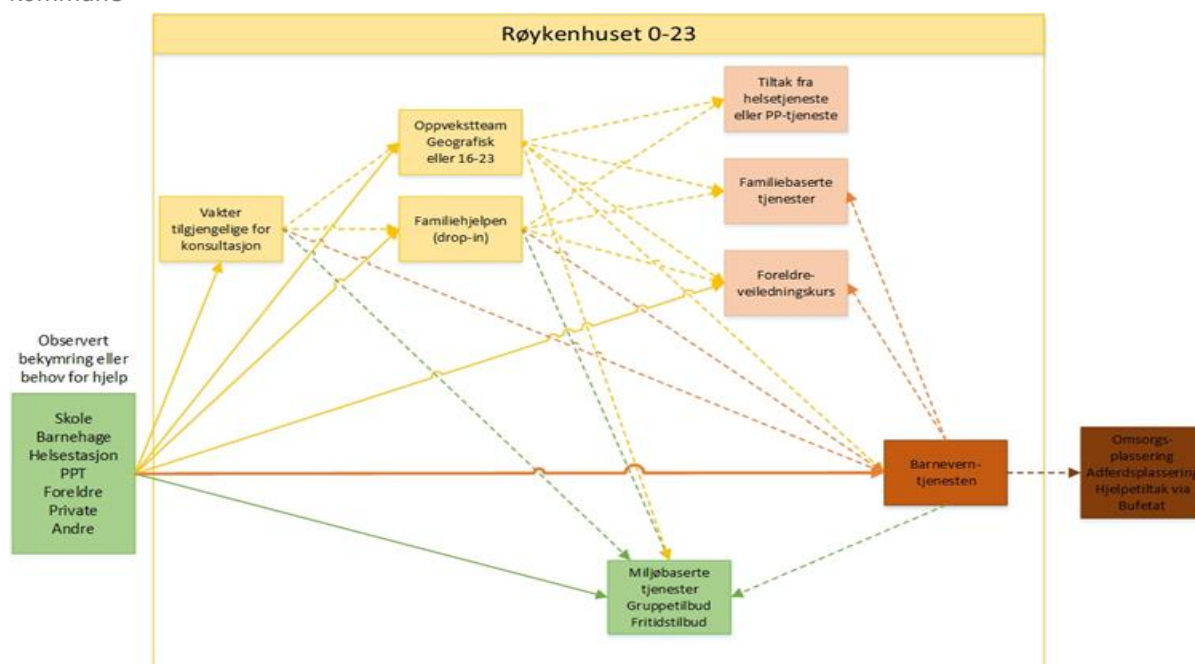 kommune
Røykenhuset 0-23
Tiltak fra
helsetjeneste
eller PP-tjeneste
Oppvekstteam
Geografisk
eller 16-23
Familiebaserte
tjenester
Vakter
tilgjengelige for
konsultasjon
Familiehjelpen
(drop-in)
Foreldre-
veiledningskurs
Observert
bekymring eller
behov for hjelp
Skole
Barnehage
Helsestasjon
PPT
Foreldre
Private
Andre
Barnevern-
tjenesten
Omsorgs-
plassering
Adferdsplassering
Hjelpetiltak via
Bufetat
Miljøbaserte
tjenester
Gruppetilbud
Fritidstilbud